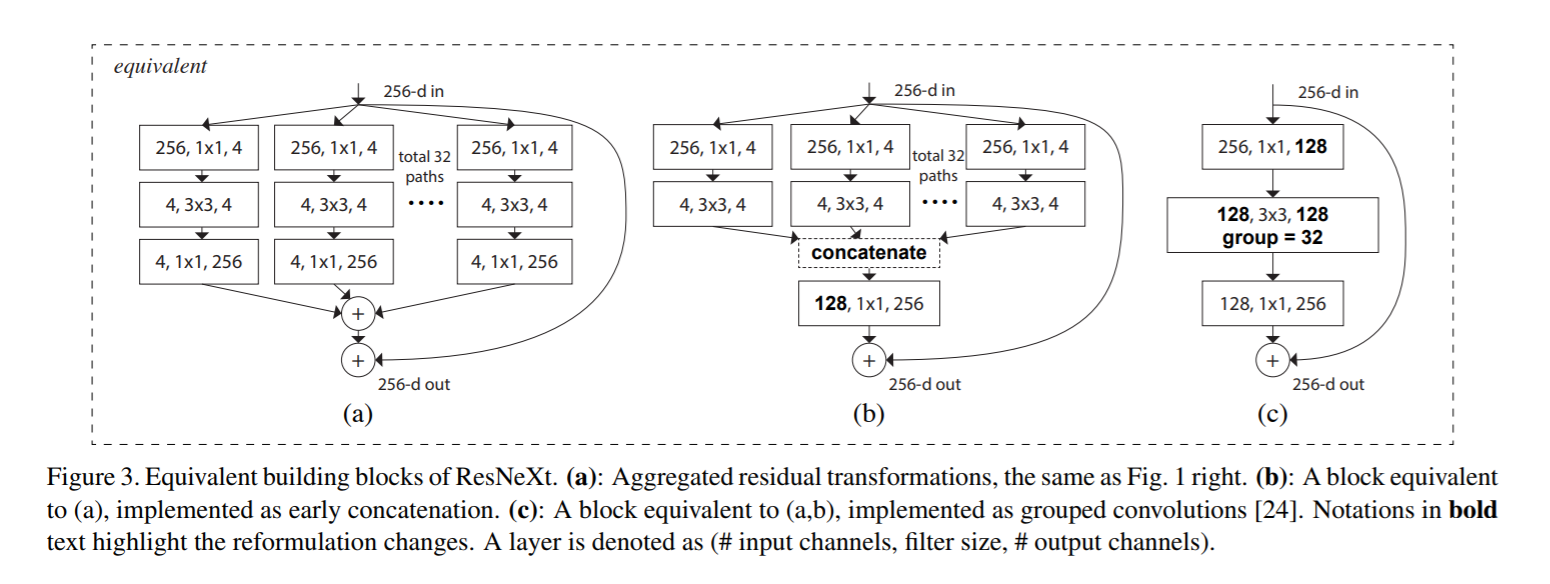 equivalent
256-d in
256, 1x1, 4
256, 1x1, 4
total 32
paths
256, 1x1, 4
4, 3x3, 4
4, 3x3, 4
....
4, 3x3, 4
4, 1x1, 256
4, 1x1, 256
4, 1x1, 256
+
+
256-d out
(a)
256-d in
256, 1x1, 4
256, 1x1, 4
total 32
paths
256, 1x1, 4
4, 3x3, 4
4, 3x3, 4
....
4, 3x3, 4
concatenate
128, 1x1, 256
+
256-d out
(b)
256-d in
256, 1x1, 128
128, 3x3, 128
group = 32
128, 1x1, 256
+
256-d out
(c)
Figure 3. Equivalent building blocks of ResNeXt. (a): Aggregated residual transformations, the same as Fig. 1 right. (b): A block equivalent
to (a), implemented as early concatenation. (c): A block equivalent to (a,b), implemented as grouped convolutions [24]. Notations in bold
text highlight the reformulation changes. A layer is denoted as (# input channels, filter size, # output channels).